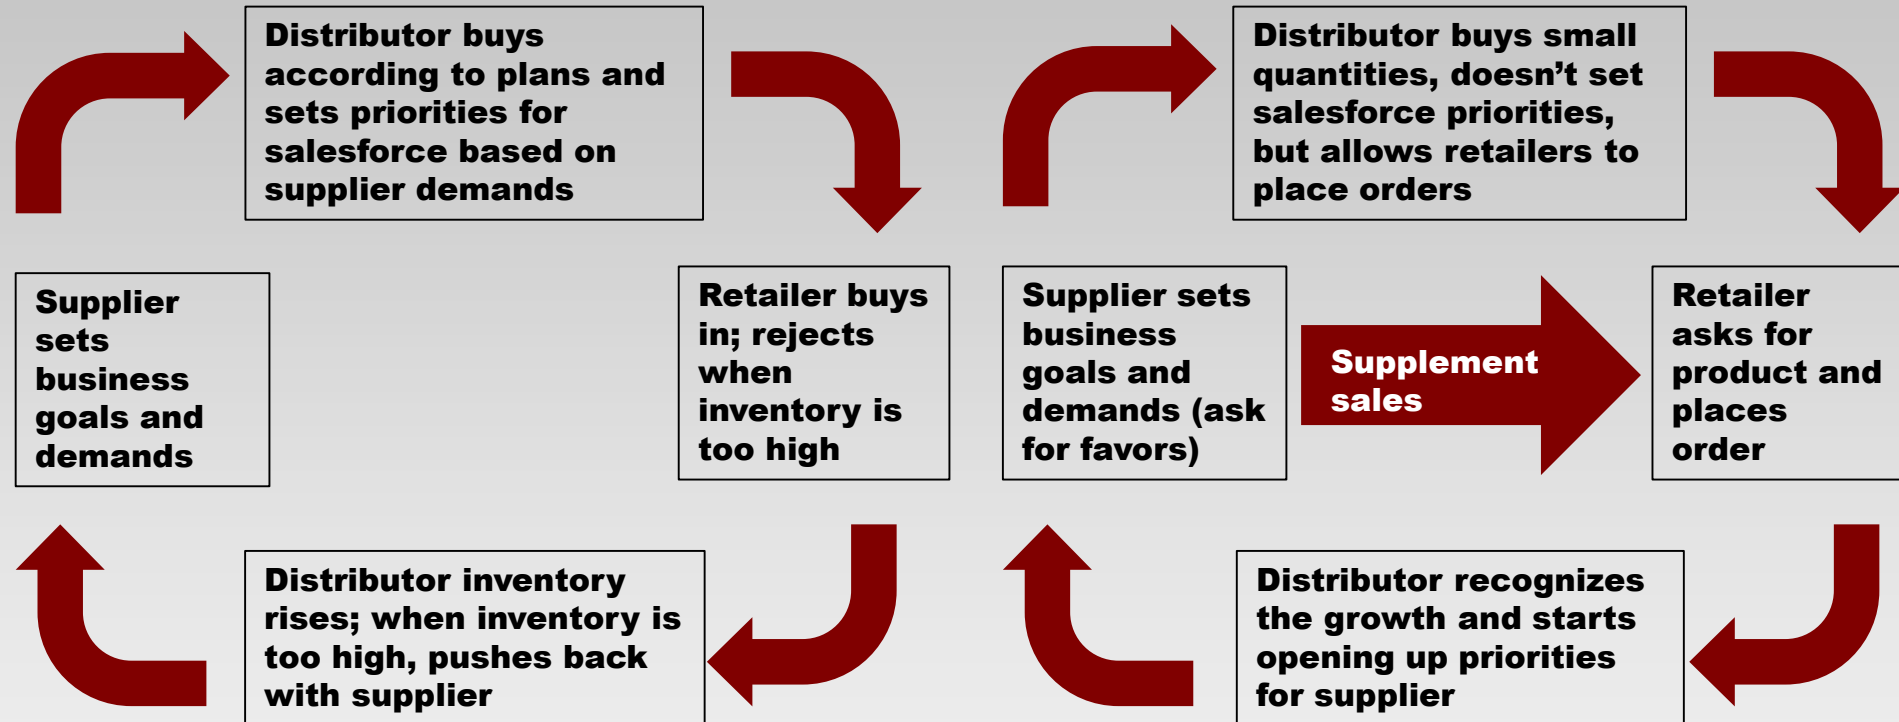 Distributor buys
according to plans and
sets priorities for
salesforce based on
supplier demands
Supplier
sets
business
goals and
demands
Retailer buys
in; rejects
when
inventory is
too high
Distributor inventory
rises; when inventory is
too high, pushes back
with supplier
Distributor buys small
quantities, doesn’t set
salesforce priorities,
but allows retailers to
place orders
Supplier sets
business
goals and
demands (ask
for favors)
Supplement
sales
Retailer
asks for
product and
places
order
Distributor recognizes
the growth and starts
opening up priorities
for supplier